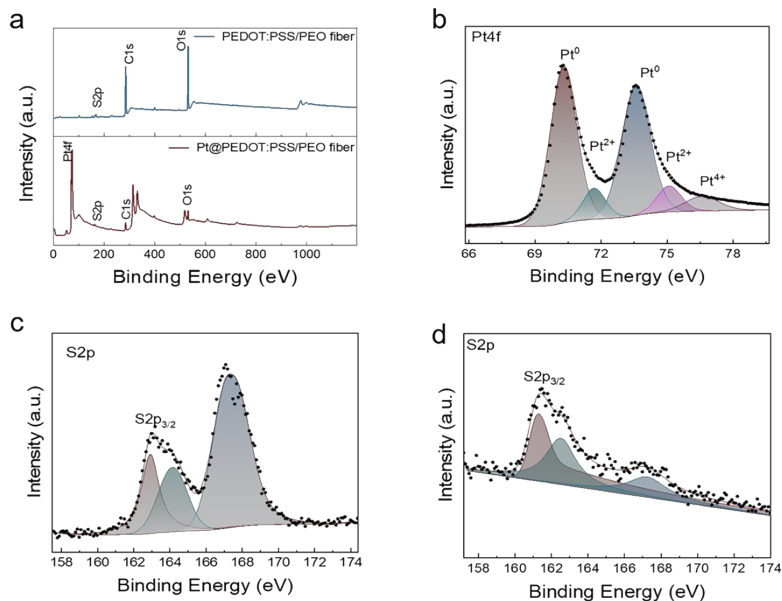 a
PEDOT:PSS/PEO fiber
S2p
C1s
O1s
Pt@PEDOT:PSS/PEO fiber
Pt4f
S2p
C1s
O1s
Intensity (a.u.)
0 200 400 600 800 1000
Binding Energy (eV)
b
Pt4f
Pt⁰
Pt²⁺
Pt⁰
Pt²⁺
Pt⁴⁺
Intensity (a.u.)
66 69 72 75 78
Binding Energy (eV)
c
S2p
S2p₃/₂
Intensity (a.u.)
158 160 162 164 166 168 170 172 174
Binding Energy (eV)
d
S2p
S2p₃/₂
Intensity (a.u.)
158 160 162 164 166 168 170 172 174
Binding Energy (eV)